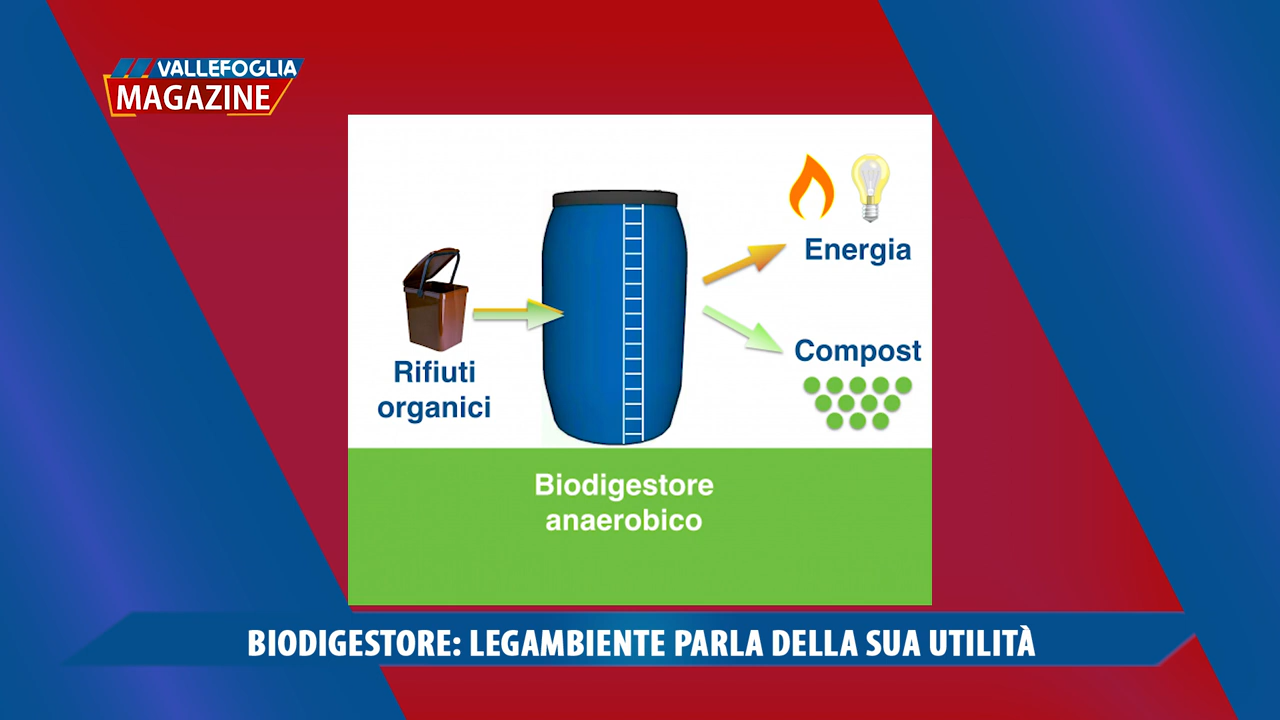 VALLEFOGLIA
MAGAZINE
Energia
Compost
Rifiuti
organici
Biodigestore
anaerobico
BIODIGESTORE: LEGAMBIENTE PARLA DELLA SUA UTILITÀ